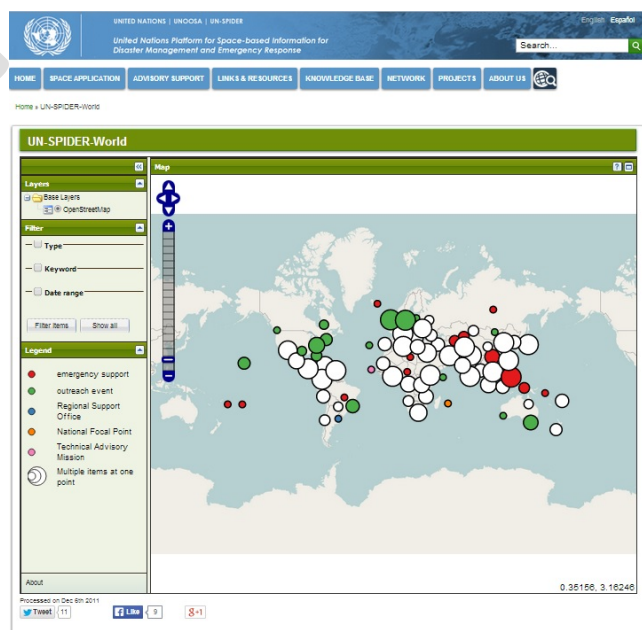 UNITED NATIONS | UNOOSA | UN-SPIDER
English Español
United Nations Platform for Space-based Information for
Disaster Management and Emergency Response
Search...
HOME
SPACE APPLICATION
ADVISORY SUPPORT
LINKS & RESOURCES
KNOWLEDGE BASE
NETWORK
PROJECTS
ABOUT US
Home » UN-SPIDER-World
UN-SPIDER-World
Map
Layers
Base Layers
OpenStreetMap
Filter
Type
Keyword
Date range
Filter items
Show all
Legend
emergency support
outreach event
Regional Support
Office
National Focal Point
Technical Advisory
Mission
Multiple items at one
point
About
0.35156, 3.16246
Processed on Dec 6th 2011
Tweet 11
Like 9
g+1